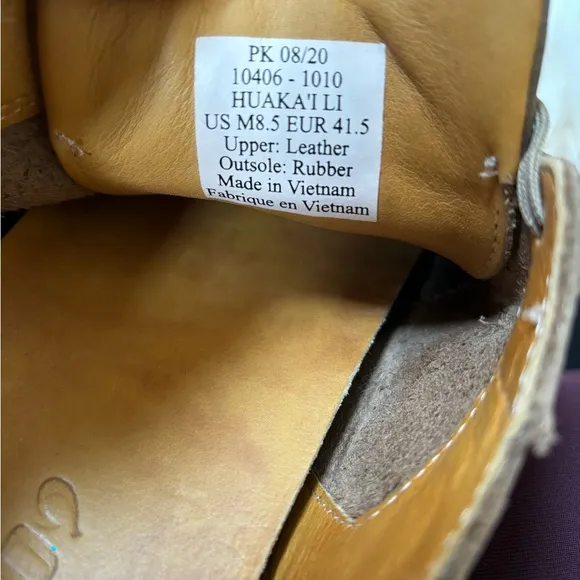 PK 08/20
10406 - 1010
HUAKA'I LI
US M8.5 EUR 41.5
Upper: Leather
Outsole: Rubber
Made in Vietnam
Fabrique en Vietnam